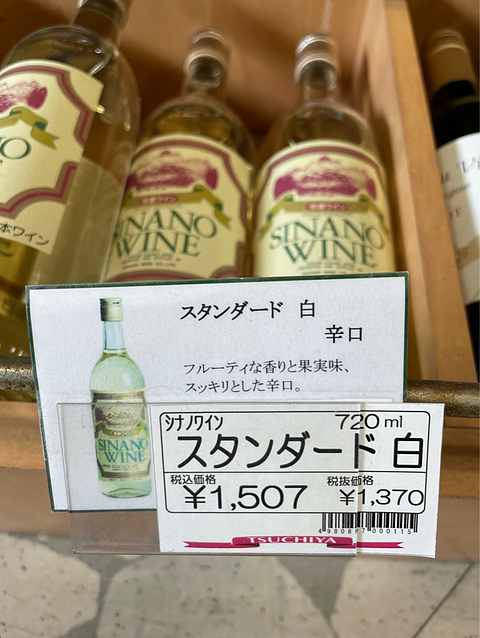 NO
本ワイン
SINANO
WINE
SINANO
WINE
スタンダード 白
辛口
フルーティな香りと果実味、
スッキリとした辛口。
SINANO
WINE
シナノワイン 720ml
スタンダード 白
税込価格 税抜価格
¥1,507 ¥1,370
4980897000115
TSUCHIYA